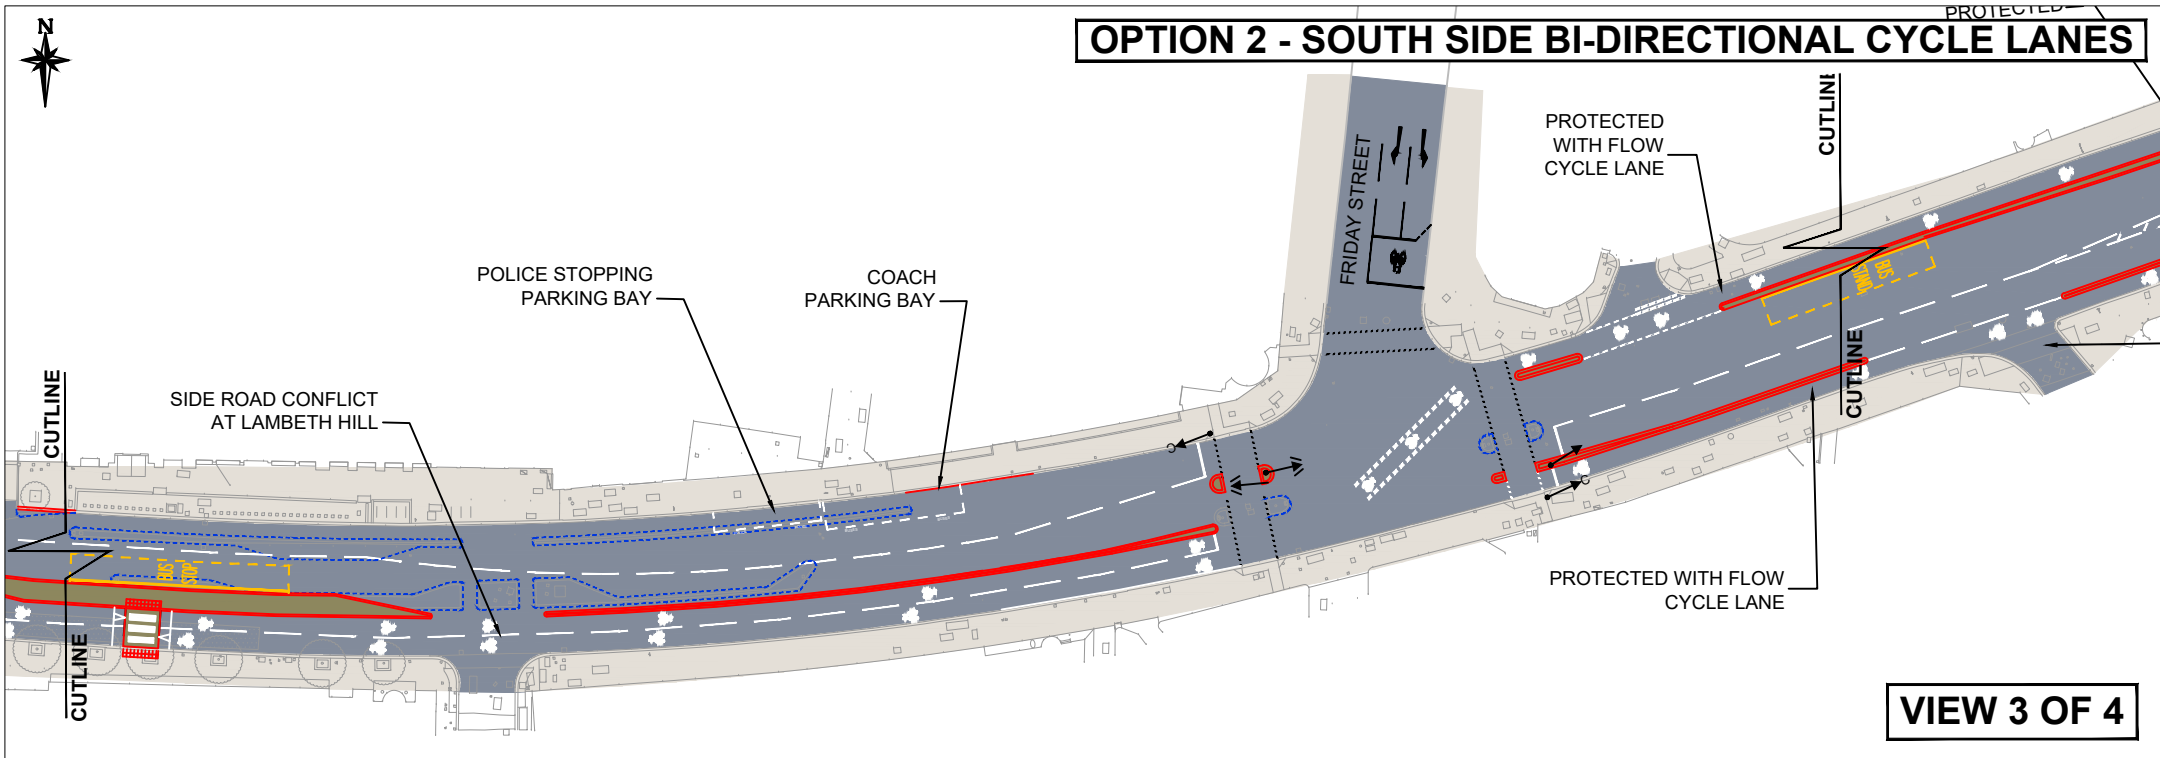 N
PROTECTED
OPTION 2 - SOUTH SIDE BI-DIRECTIONAL CYCLE LANES
CUTLINE
PROTECTED
WITH FLOW
CYCLE LANE
FRIDAY STREET
POLICE STOPPING
PARKING BAY
COACH
PARKING BAY
BUS
STAND
SIDE ROAD CONFLICT
AT LAMBETH HILL
CUTLINE
CUTLINE
BUS
STOP
PROTECTED WITH FLOW
CYCLE LANE
CUTLINE
VIEW 3 OF 4